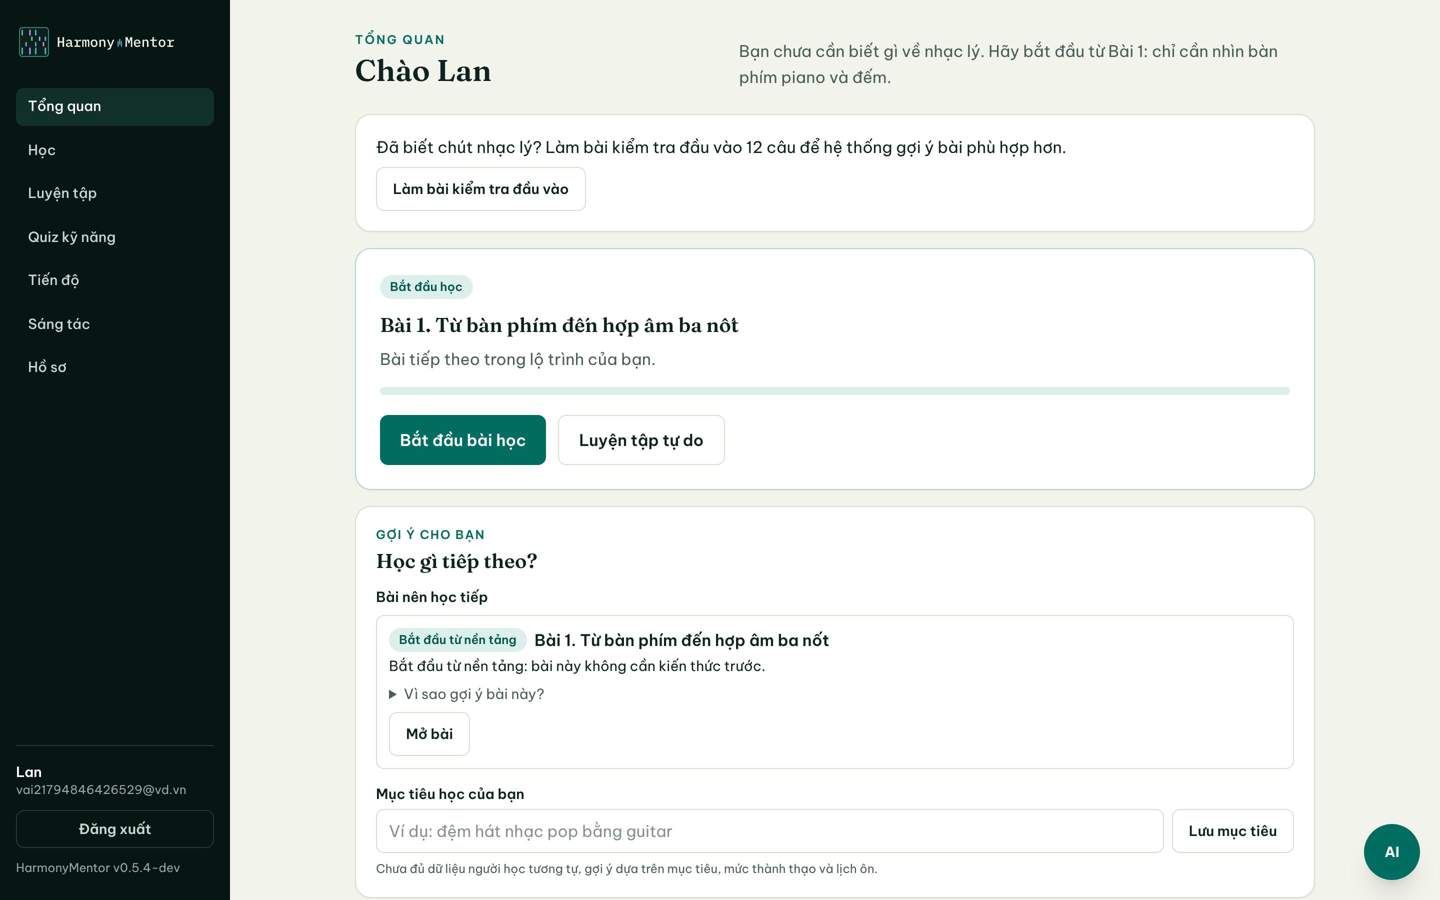 Harmony Mentor
Tổng quan
Học
Luyện tập
Quiz kỹ năng
Tiến độ
Sáng tác
Hồ sơ
Lan
vai21794846426529@vd.vn
Đăng xuất
HarmonyMentor v0.5.4-dev
TỔNG QUAN
Chào Lan
Bạn chưa cần biết gì về nhạc lý. Hãy bắt đầu từ Bài 1: chỉ cần nhìn bàn
phím piano và đếm.
Đã biết chút nhạc lý? Làm bài kiểm tra đầu vào 12 câu để hệ thống gợi ý bài phù hợp hơn.
Làm bài kiểm tra đầu vào
Bắt đầu học
Bài 1. Từ bàn phím đến hợp âm ba nốt
Bài tiếp theo trong lộ trình của bạn.
Bắt đầu bài học
Luyện tập tự do
GỢI Ý CHO BẠN
Học gì tiếp theo?
Bài nên học tiếp
Bắt đầu từ nền tảng
Bài 1. Từ bàn phím đến hợp âm ba nốt
Bắt đầu từ nền tảng: bài này không cần kiến thức trước.
Vì sao gợi ý bài này?
Mở bài
Mục tiêu học của bạn
Ví dụ: đệm hát nhạc pop bằng guitar
Lưu mục tiêu
Chưa đủ dữ liệu người học tương tự, gợi ý dựa trên mục tiêu, mức thành thạo và lịch ôn.
AI